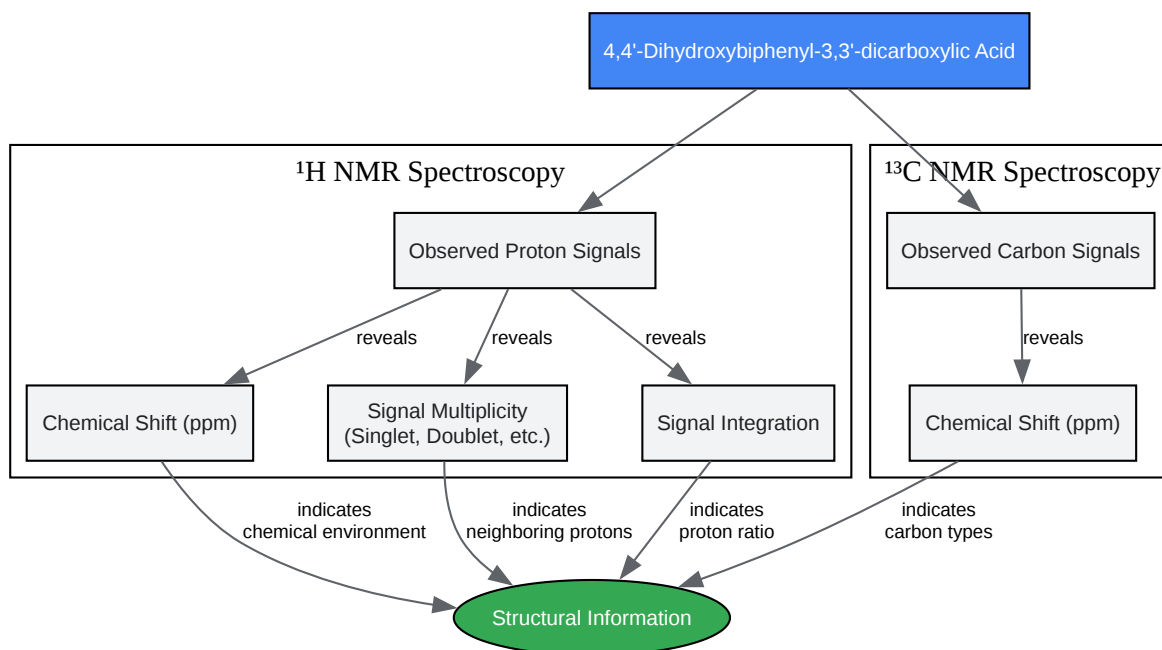 4,4'-Dihydroxybiphenyl-3,3'-dicarboxylic Acid
¹H NMR Spectroscopy
¹³C NMR Spectroscopy
Observed Proton Signals
Observed Carbon Signals
reveals
reveals
reveals
reveals
Chemical Shift (ppm)
Signal Multiplicity
(Singlet, Doublet, etc.)
Signal Integration
Chemical Shift (ppm)
indicates
chemical environment
indicates
neighboring protons
indicates
proton ratio
indicates
carbon types
Structural Information